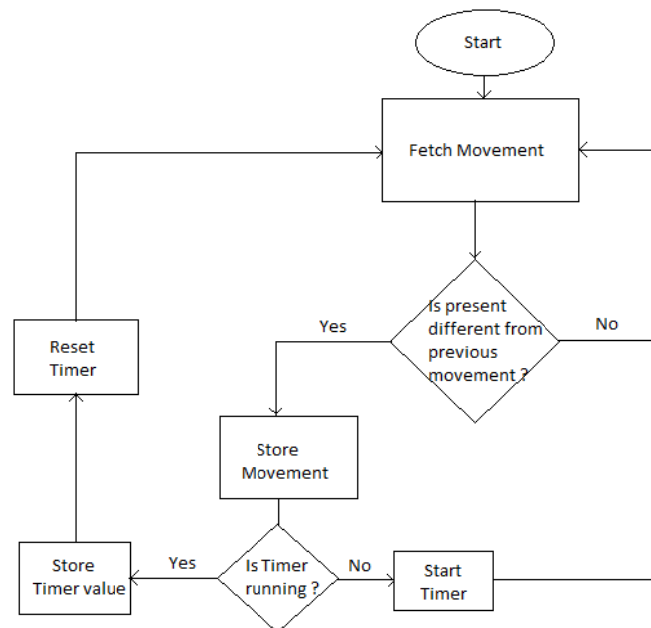 Start
Fetch Movement
Is present
different from
previous
movement ?
Yes
No
Reset
Timer
Store
Movement
Is Timer
running ?
Yes
No
Store
Timer value
Start
Timer